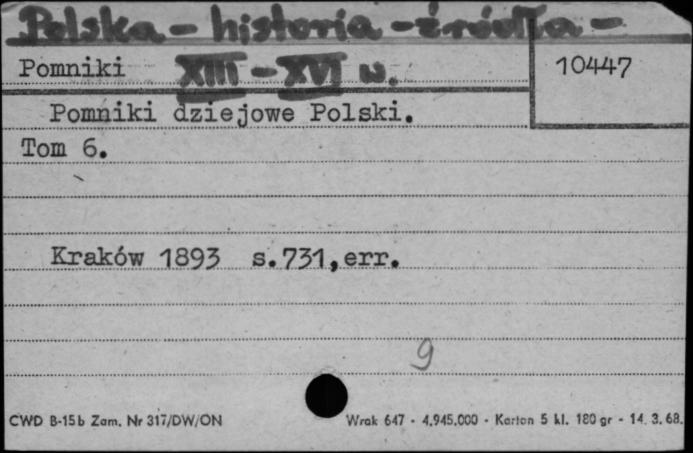 Polska - historia - źródła -
Pomniki XIII - XVI w. 10447
Pomniki dziejowe Polski.
Tom 6.
Kraków 1893 s.731,err.
9
CWD B-15b Zam. Nr 317/DW/ON Wrak 647 - 4.945.000 - Karton 5 kl. 180 gr - 14. 3. 68.